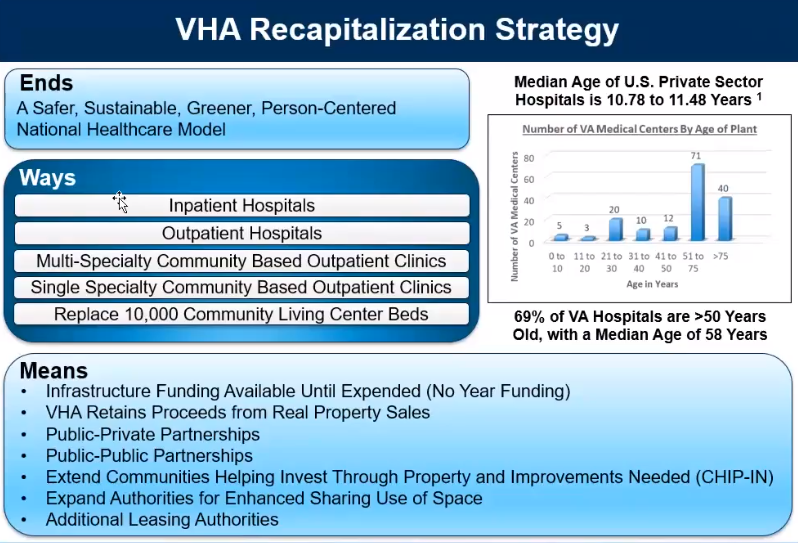 VHA Recapitalization Strategy
Ends
A Safer, Sustainable, Greener, Person-Centered
National Healthcare Model
Ways
Inpatient Hospitals
Outpatient Hospitals
Multi-Specialty Community Based Outpatient Clinics
Single Specialty Community Based Outpatient Clinics
Replace 10,000 Community Living Center Beds
Median Age of U.S. Private Sector
Hospitals is 10.78 to 11.48 Years 1
Number of VA Medical Centers By Age of Plant
Number of VA Medical Centers
80
60
40
20
0
5
3
20
10
12
71
40
0 to 10
11 to 20
21 to 30
31 to 40
41 to 50
51 to 75
>75
Age in Years
69% of VA Hospitals are >50 Years
Old, with a Median Age of 58 Years
Means
• Infrastructure Funding Available Until Expended (No Year Funding)
• VHA Retains Proceeds from Real Property Sales
• Public-Private Partnerships
• Public-Public Partnerships
• Extend Communities Helping Invest Through Property and Improvements Needed (CHIP-IN)
• Expand Authorities for Enhanced Sharing Use of Space
• Additional Leasing Authorities